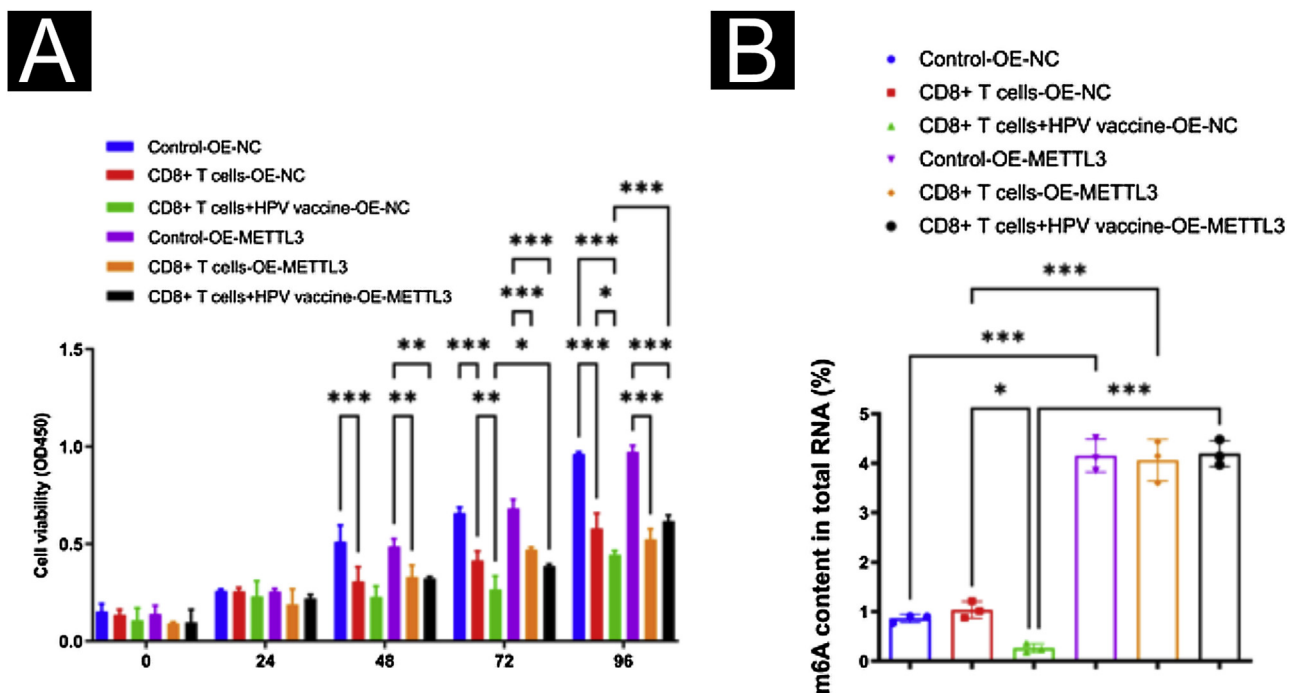 A
B
Control-OE-NC
CD8+ T cells-OE-NC
CD8+ T cells+HPV vaccine-OE-NC
Control-OE-METTL3
CD8+ T cells-OE-METTL3
CD8+ T cells+HPV vaccine-OE-METTL3
***
*** ***
*** *
** *** * *** ***
*** ** ** ***
1.5
1.0
0.5
0.0
Cell viability (OD450)
0 24 48 72 96
Control-OE-NC
CD8+ T cells-OE-NC
CD8+ T cells+HPV vaccine-OE-NC
Control-OE-METTL3
CD8+ T cells-OE-METTL3
CD8+ T cells+HPV vaccine-OE-METTL3
***
***
* ***
5
4
3
2
1
0
m6A content in total RNA (%)